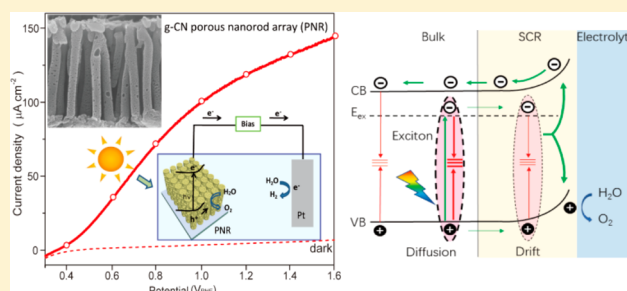 g-CN porous nanorod array (PNR)
150
100
50
0
Current density ( μA cm⁻²)
e⁻
e⁻
Bias
e⁻
h⁺
H₂O
O₂
PNR
H₂O
H₂
e⁻
Pt
dark
0.4 0.6 0.8 1.0 1.2 1.4 1.6
Potential (V
Bulk
SCR
Electrolyt
CB
E_ex
Exciton
VB
Diffusion
Drift
H₂O
O₂